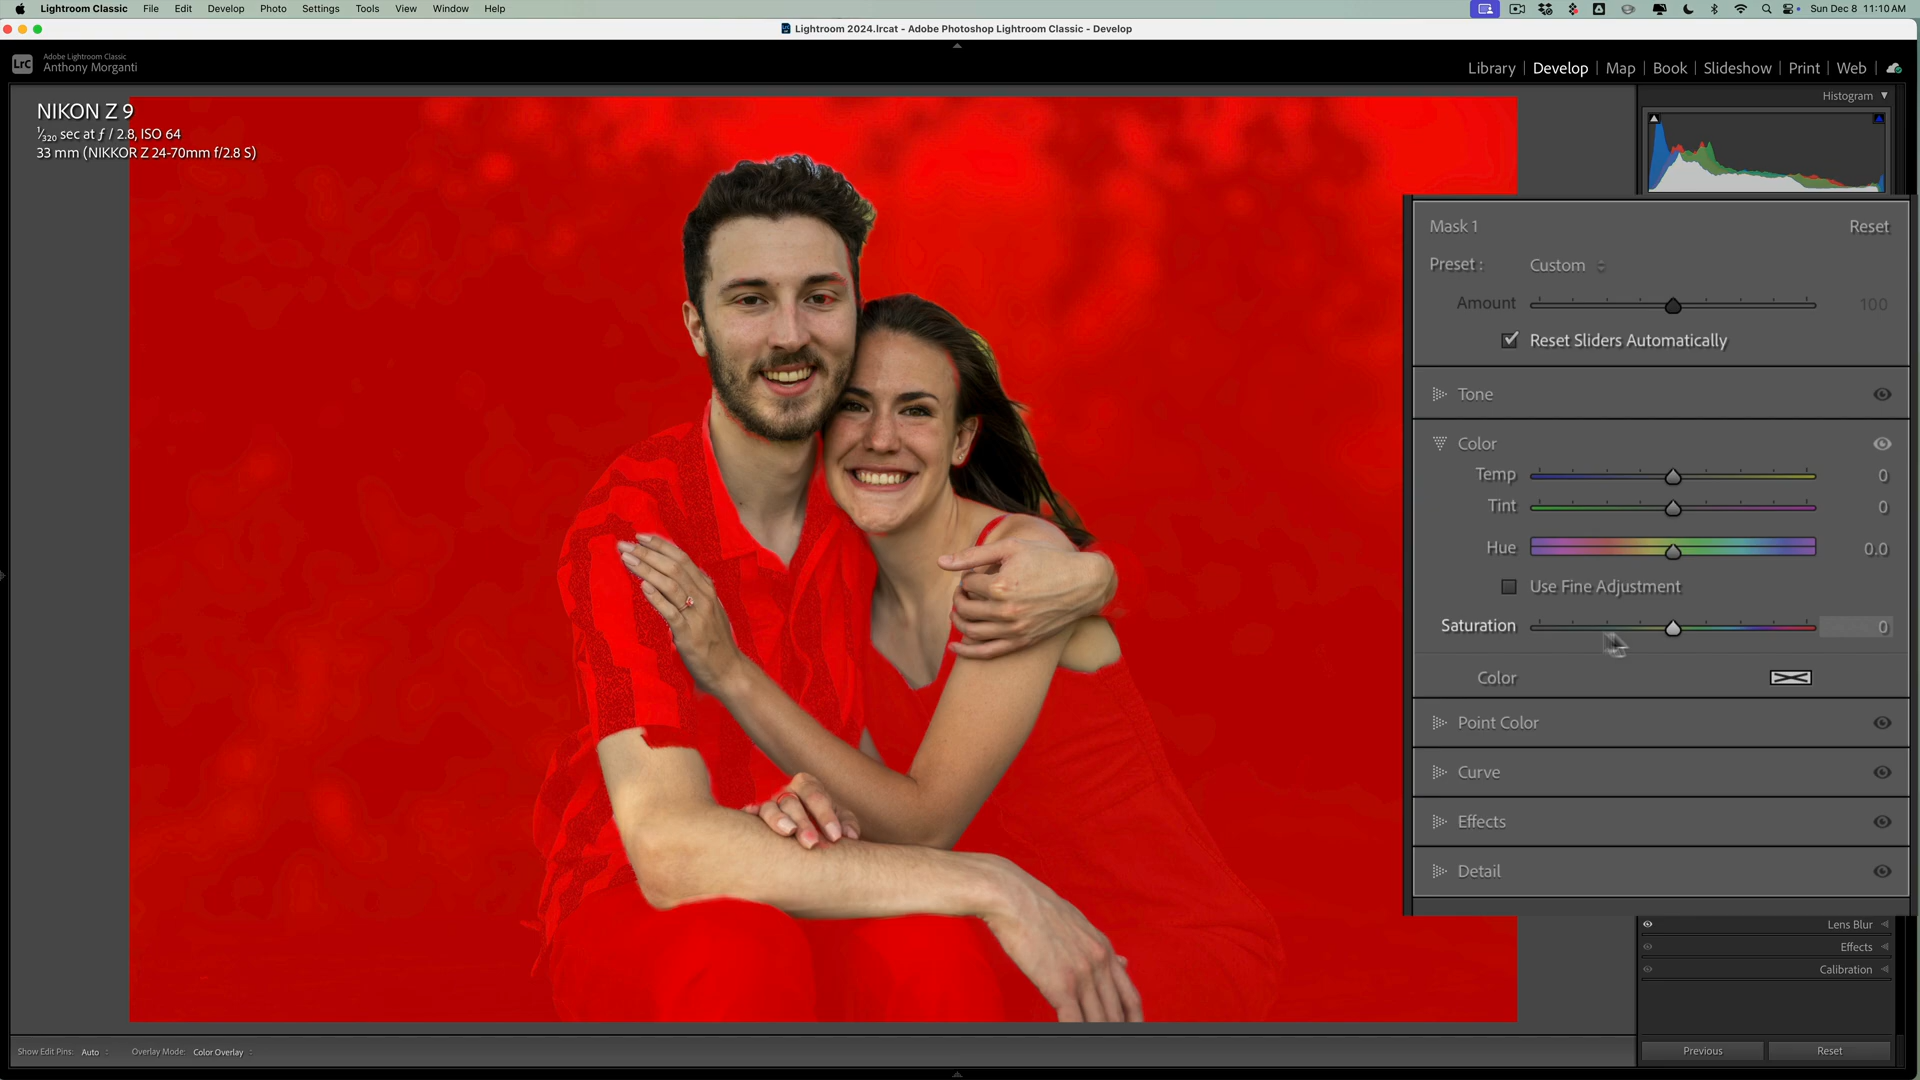 Lightroom Classic File Edit Develop Photo Settings Tools View Window Help
Sun Dec 8 11:10 AM
Lightroom 2024.lrcat - Adobe Photoshop Lightroom Classic - Develop
LrC
Adobe Lightroom Classic
Anthony Morganti
Library | Develop | Map | Book | Slideshow | Print | Web |
NIKON Z 9
1/320 sec at ƒ / 2.8, ISO 64
33 mm (NIKKOR Z 24-70mm f/2.8 S)
Histogram
Mask 1 Reset
Preset : Custom
Amount 100
Reset Sliders Automatically
Tone
Color
Temp 0
Tint 0
Hue 0.0
Use Fine Adjustment
Saturation 0
Color
Point Color
Curve
Effects
Detail
Lens Blur
Effects
Calibration
Show Edit Pins: Auto Overlay Mode: Color Overlay
Previous Reset